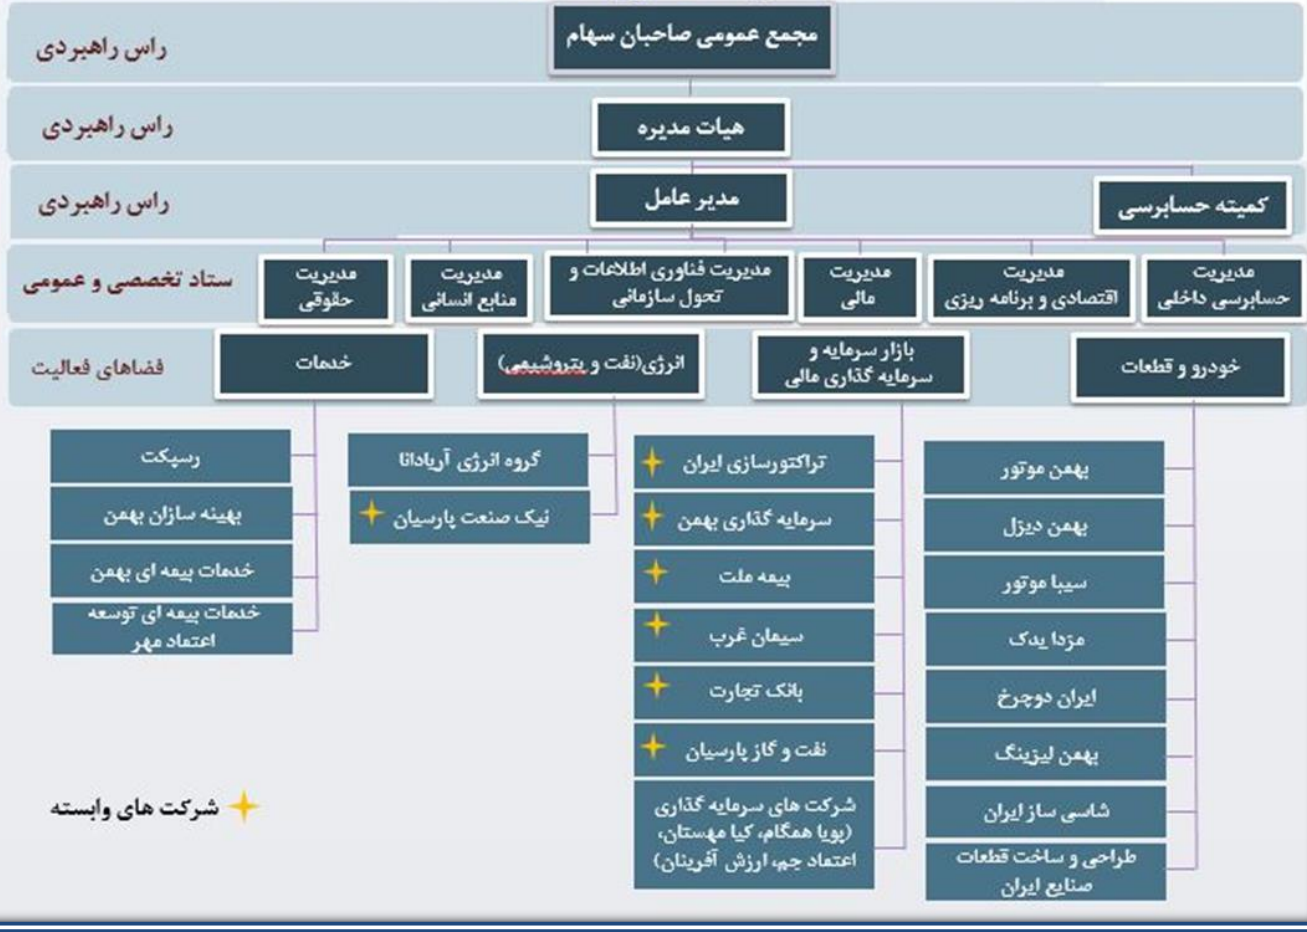 مجمع عمومی صاحبان سهام
راس راهبردی
هیات مدیره
راس راهبردی
کمیته حسابرسی
مدیر عامل
راس راهبردی
مدیریت
حسابرسی داخلی
مدیریت
اقتصادی و برنامه ریزی
مدیریت
مالی
مدیریت فناوری اطلاعات و
تحول سازمانی
مدیریت
منابع انسانی
مدیریت
حقوقی
ستاد تخصصی و عمومی
خودرو و قطعات
بازار سرمایه و
سرمایه گذاری مالی
انرژی(نفت و پتروشیمی)
خدمات
فضاهای فعالیت
بهمن موتور
بهمن دیزل
سیبا موتور
مزدا یدک
ایران دوچرخ
بهمن لیزینگ
شاسی ساز ایران
طراحی و ساخت قطعات
صنایع ایران
تراکتورسازی ایران
سرمایه گذاری بهمن
بیمه ملت
سیمان غرب
بانک تجارت
نفت و گاز پارسیان
شرکت های سرمایه گذاری
(پویا همگام، کیا مهستان،
اعتماد جم، ارزش آفرینان)
گروه انرژی آریادانا
نیک صنعت پارسیان
رسپکت
بهینه سازان بهمن
خدمات بیمه ای بهمن
خدمات بیمه ای توسعه
اعتماد مهر
شرکت های وابسته